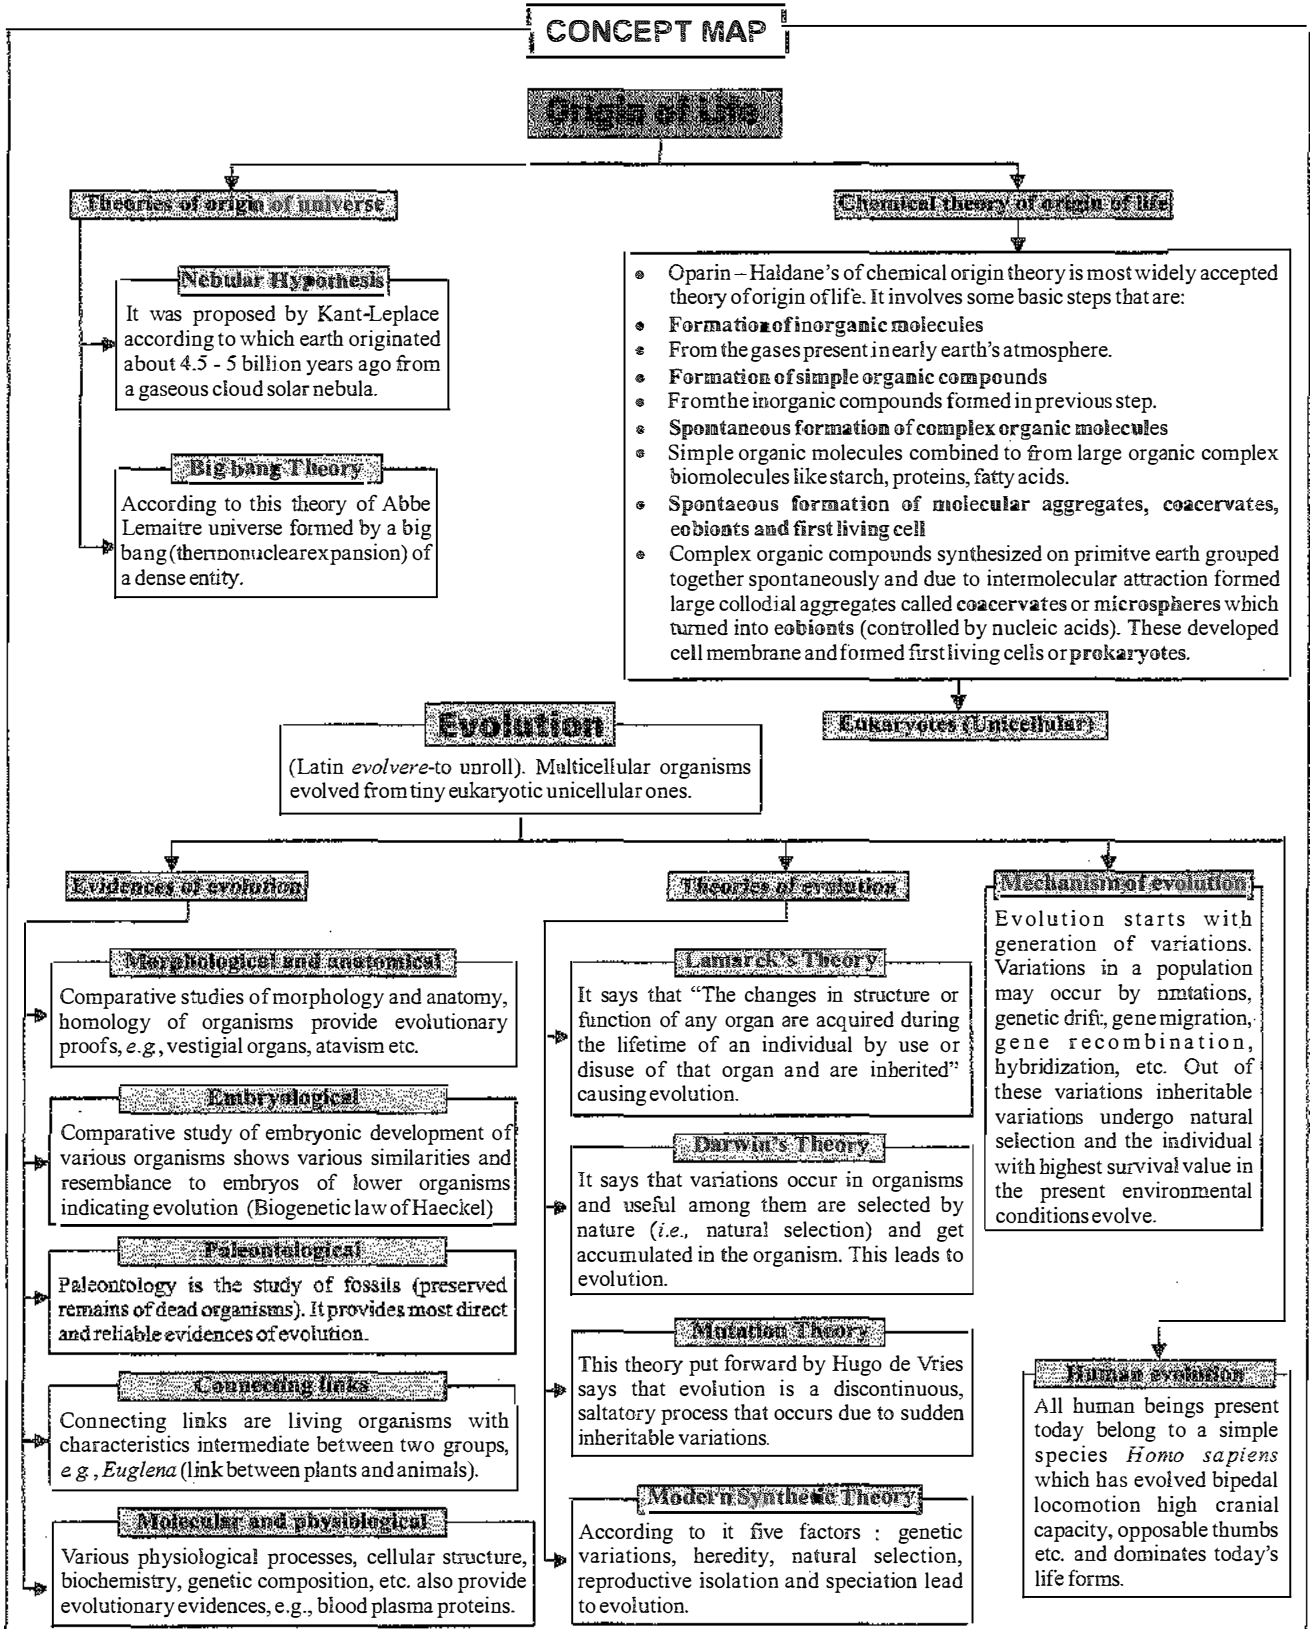 CONCEPT MAP
Origin of Life
Theories of origin of universe
Nebular Hypothesis
It was proposed by Kant-Leplace
according to which earth originated
about 4.5 - 5 billion years ago from
a gaseous cloud solar nebula.
Big bang Theory
According to this theory of Abbe
Lemaitre universe formed by a big
bang (thermonuclear expansion) of
a dense entity.
Chemical theory of origin of life
• Oparin – Haldane's of chemical origin theory is most widely accepted
theory of origin of life. It involves some basic steps that are:
• Formation of inorganic molecules
• From the gases present in early earth's atmosphere.
• Formation of simple organic compounds
• From the inorganic compounds formed in previous step.
• Spontaneous formation of complex organic molecules
• Simple organic molecules combined to from large organic complex
biomolecules like starch, proteins, fatty acids.
• Spontaeous formation of molecular aggregates, coacervates,
eobionts and first living cell
• Complex organic compounds synthesized on primitve earth grouped
together spontaneously and due to intermolecular attraction formed
large collodial aggregates called coacervates or microspheres which
turned into eobionts (controlled by nucleic acids). These developed
cell membrane and formed first living cells or prokaryotes.
Eukaryotes (Unicellular)
Evolution
(Latin evolvere-to unroll). Multicellular organisms
evolved from tiny eukaryotic unicellular ones.
Evidences of evolution
Morphological and anatomical
Comparative studies of morphology and anatomy,
homology of organisms provide evolutionary
proofs, e.g., vestigial organs, atavism etc.
Embryological
Comparative study of embryonic development of
various organisms shows various similarities and
resemblance to embryos of lower organisms
indicating evolution (Biogenetic law of Haeckel)
Paleontological
Paleontology is the study of fossils (preserved
remains of dead organisms). It provides most direct
and reliable evidences of evolution.
Connecting links
Connecting links are living organisms with
characteristics intermediate between two groups,
e.g., Euglena (link between plants and animals).
Molecular and physiological
Various physiological processes, cellular structure,
biochemistry, genetic composition, etc. also provide
evolutionary evidences, e.g., blood plasma proteins.
Theories of evolution
Lamarck's Theory
It says that “The changes in structure or
function of any organ are acquired during
the lifetime of an individual by use or
disuse of that organ and are inherited”
causing evolution.
Darwin's Theory
It says that variations occur in organisms
and useful among them are selected by
nature (i.e., natural selection) and get
accumulated in the organism. This leads to
evolution.
Mutation Theory
This theory put forward by Hugo de Vries
says that evolution is a discontinuous,
saltatory process that occurs due to sudden
inheritable variations.
Modern Synthetic Theory
According to it five factors : genetic
variations, heredity, natural selection,
reproductive isolation and speciation lead
to evolution.
Mechanism of evolution
Evolution starts with
generation of variations.
Variations in a population
may occur by nmtations,
genetic drift, gene migration,
gene recombination,
hybridization, etc. Out of
these variations inheritable
variations undergo natural
selection and the individual
with highest survival value in
the present environmental
conditions evolve.
Human evolution
All human beings present
today belong to a simple
species Homo sapiens
which has evolved bipedal
locomotion high cranial
capacity, opposable thumbs
etc. and dominates today's
life forms.